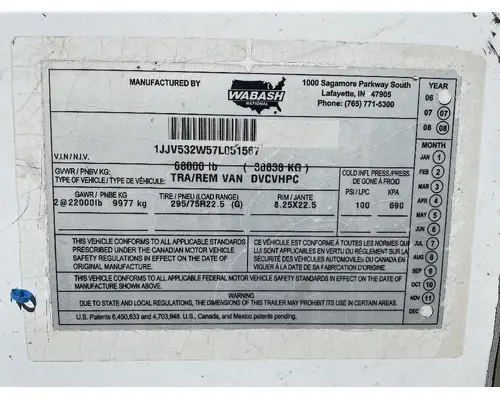 MANUFACTURED BY
WABASH
NATIONAL
1000 Sagamore Parkway South
Lafayette, IN 47905
Phone: (765) 771-5300
1JJV532W57L051567
V.I.N / N.I.V.
GVWR / PNBV 68000 lb ( 30838 KG )
TYPE OF VEHICLE / TYPE DE VEHICULE: TRA/REM VAN DVCVHPC
GAWR / PNBE KG
2@22000lb 9977 kg
TIRE / PNEU (LOAD RANGE)
295/75R22.5 (G)
RIM / JANTE
8.25X22.5
COLD INFL PRESS./PRESS.
DE GONÉ À FROID
PSI / LPC KPA
100 690
THIS VEHICLE CONFORMS TO ALL APPLICABLE STANDARDS
PRESCRIBED UNDER THE CANADIAN MOTOR VEHICLE
SAFETY REGULATIONS IN EFFECT ON THE DATE OF
ORIGINAL MANUFACTURE.
CE VÉHICULE EST CONFORME À TOUTES LES NORMES QUI
LUI SONT APPLICABLES EN VERTU DU RÈGLEMENT SUR LA
SÉCURITÉ DES VÉHICULES AUTOMOBILES DU CANADA EN
VIGUEUR À LA DATE DE SA FABRICATION.
THIS VEHICLE CONFORMS TO ALL APPLICABLE FEDERAL MOTOR VEHICLE SAFETY STANDARDS IN EFFECT ON THE DATE OF
MANUFACTURE SHOWN ABOVE.
WARNING
DUE TO STATE AND LOCAL REGULATIONS, THE DIMENSIONS OF THIS TRAILER MAY PROHIBIT ITS USE IN CERTAIN AREAS.
U.S. Patents 6,450,833 and 4,703,948. U.S., Canada, and Mexico patents pending.
YEAR
06
07 07
08 08
MONTH
JAN 1
FEB 2
MAR 3
APR 4
MAY 5
JUN 6
JUL 7
AUG 8
SEP 9
OCT 10
NOV 11
DEC